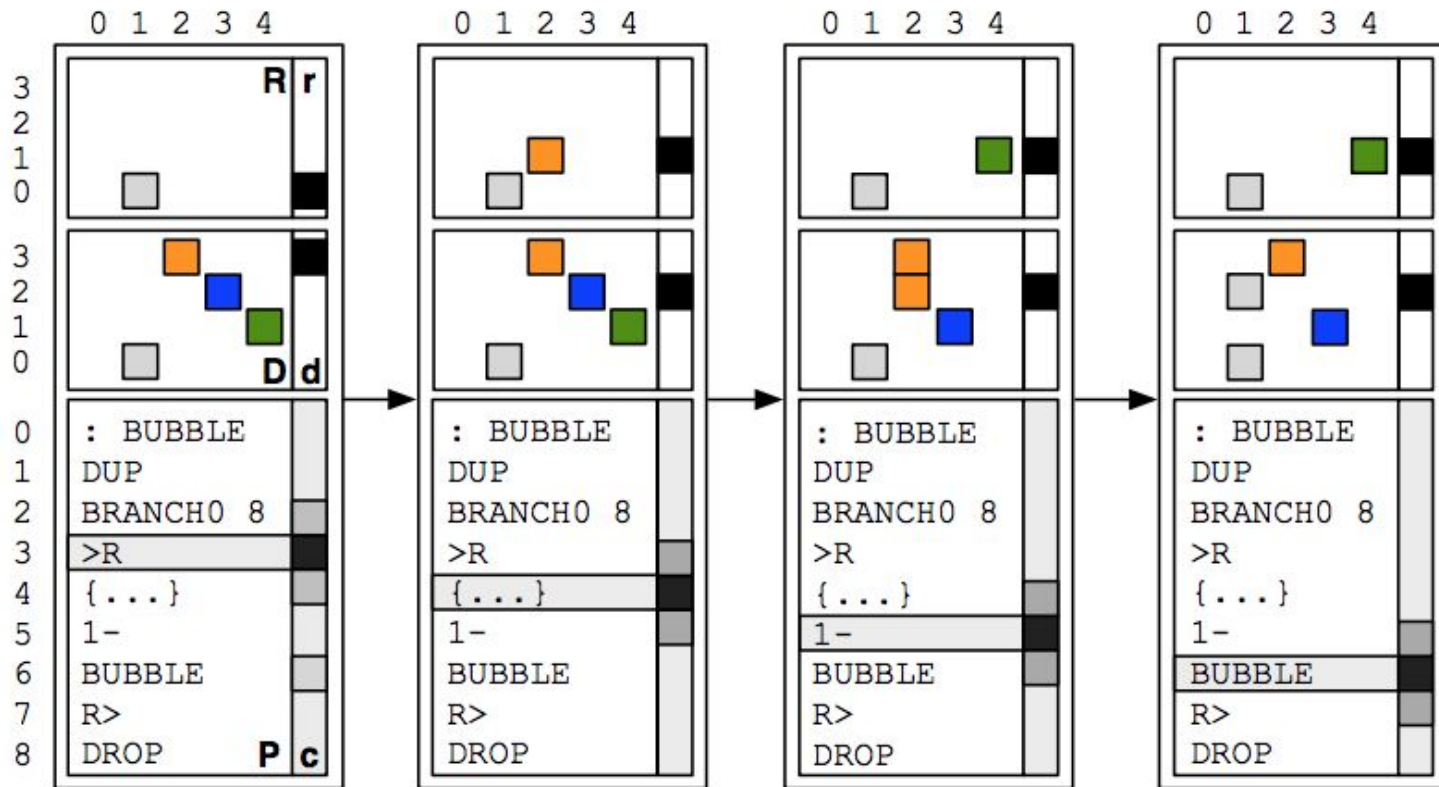 0 1 2 3 4 0 1 2 3 4 0 1 2 3 4 0 1 2 3 4
3 R r
2
1
0
3
2
1
0 D d
0 : BUBBLE : BUBBLE : BUBBLE : BUBBLE
1 DUP DUP DUP DUP
2 BRANCH0 8 BRANCH0 8 BRANCH0 8 BRANCH0 8
3 >R >R >R >R
4 {...} {...} {...} {...}
5 1- 1- 1- 1-
6 BUBBLE BUBBLE BUBBLE BUBBLE
7 R> R> R> R>
8 DROP P c DROP DROP DROP